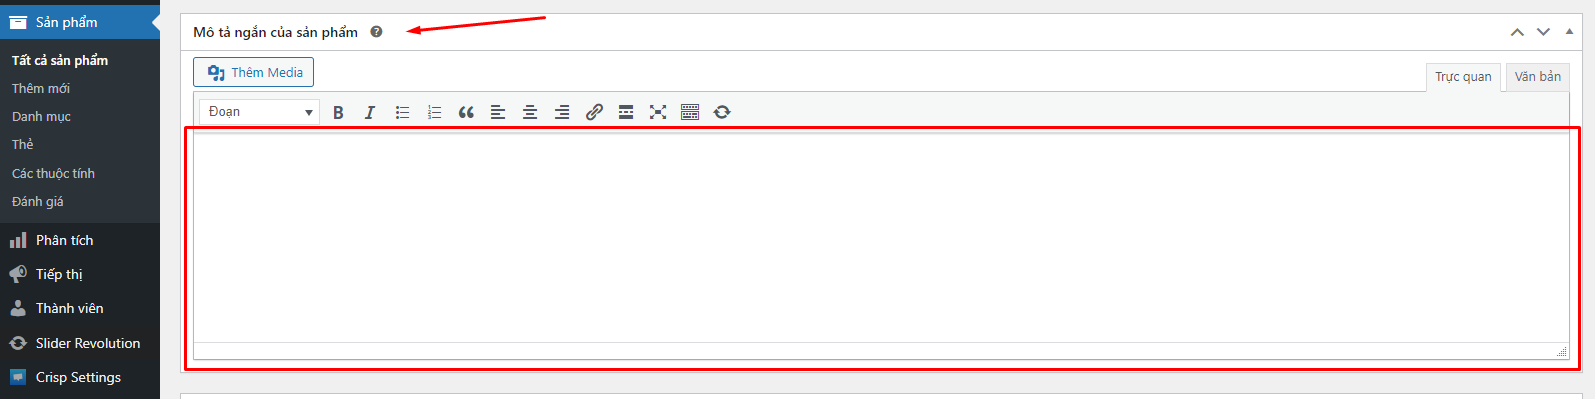 Sản phẩm
Tất cả sản phẩm
Thêm mới
Danh mục
Thẻ
Các thuộc tính
Đánh giá
Phân tích
Tiếp thị
Thành viên
Slider Revolution
Crisp Settings
Mô tả ngắn của sản phẩm
Thêm Media
Trực quan
Văn bản
Đoạn